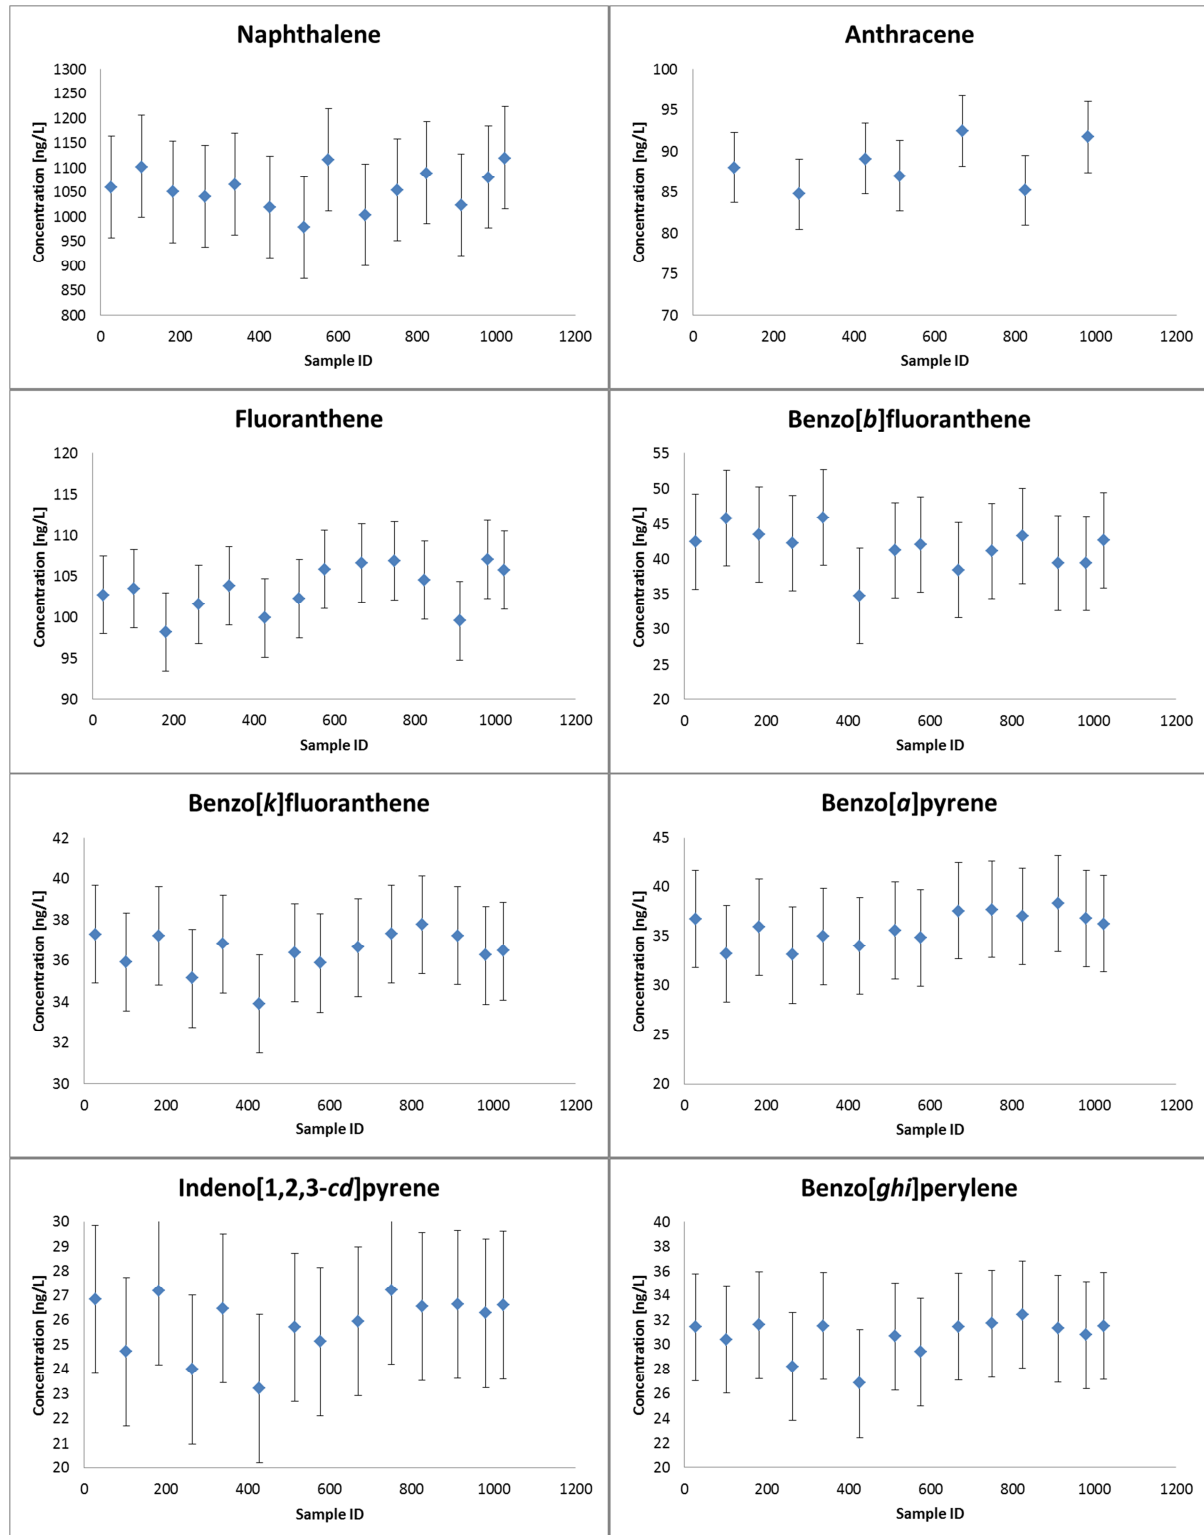 Naphthalene
1300
1250
1200
1150
1100
1050
1000
950
900
850
800
Concentration [ng/L]
0 200 400 600 800 1000 1200
Sample ID
Anthracene
100
95
90
85
80
75
70
Concentration [ng/L]
0 200 400 600 800 1000 1200
Sample ID
Fluoranthene
120
115
110
105
100
95
90
Concentration [ng/L]
0 200 400 600 800 1000 1200
Sample ID
Benzo[b]fluoranthene
55
50
45
40
35
30
25
20
Concentration [ng/L]
0 200 400 600 800 1000 1200
Sample ID
Benzo[k]fluoranthene
42
40
38
36
34
32
30
Concentration [ng/L]
0 200 400 600 800 1000 1200
Sample ID
Benzo[a]pyrene
45
40
35
30
25
20
Concentration [ng/L]
0 200 400 600 800 1000 1200
Sample ID
Indeno[1,2,3-cd]pyrene
30
29
28
27
26
25
24
23
22
21
20
Concentration [ng/L]
0 200 400 600 800 1000 1200
Sample ID
Benzo[ghi]perylene
40
38
36
34
32
30
28
26
24
22
20
Concentration [ng/L]
0 200 400 600 800 1000 1200
Sample ID